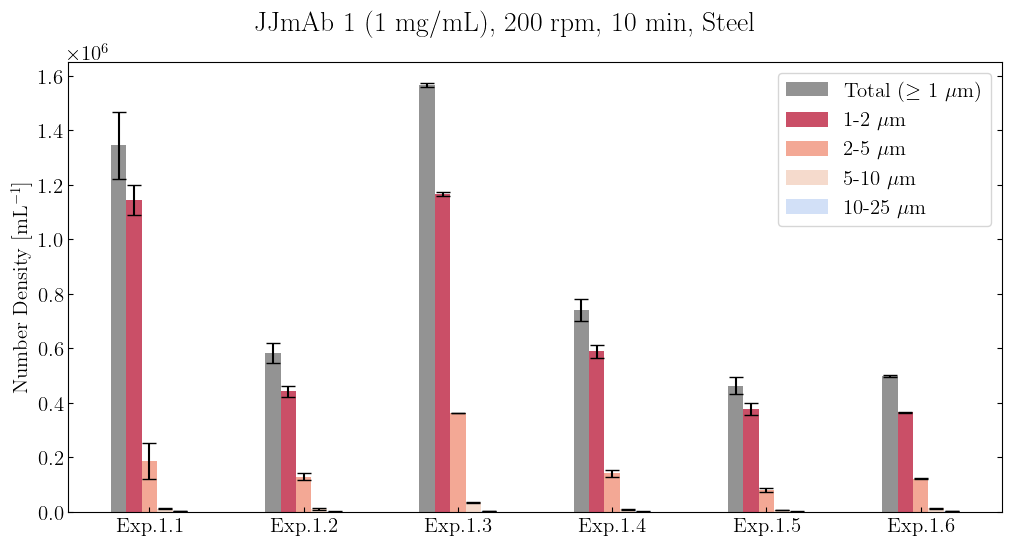 JJmAb 1 (1 mg/mL), 200 rpm, 10 min, Steel
×10⁶
1.6
1.4
1.2
1.0
0.8
0.6
0.4
0.2
0.0
Number Density [mL⁻¹]
Total (≥ 1 μm)
1-2 μm
2-5 μm
5-10 μm
10-25 μm
Exp.1.1 Exp.1.2 Exp.1.3 Exp.1.4 Exp.1.5 Exp.1.6